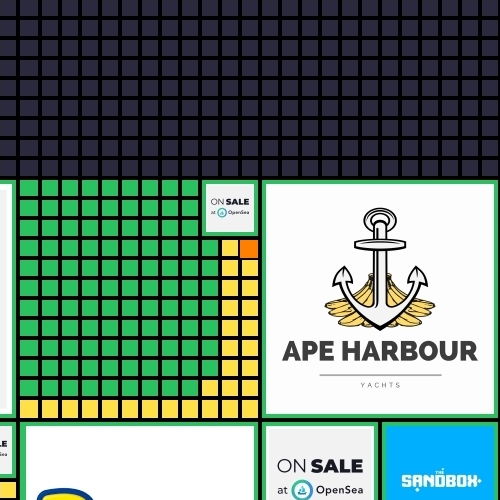 ON SALE
at OpenSea
APE HARBOUR
YACHTS
ON SALE
at OpenSea
THE
SANDBOX